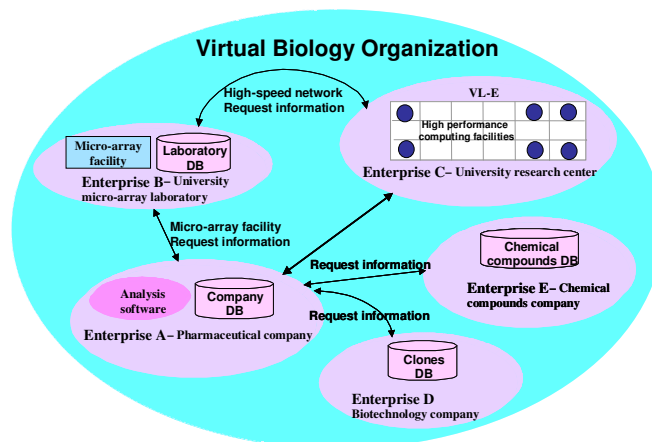 Virtual Biology Organization
High-speed network
Request information
VL-E
High performance
computing facilities
Enterprise C– University research center
Micro-array
facility
Laboratory
DB
Enterprise B– University
micro-array laboratory
Micro-array facility
Request information
Chemical
compounds DB
Enterprise E– Chemical
compounds company
Request information
Analysis
software
Company
DB
Enterprise A– Pharmaceutical company
Request information
Clones
DB
Enterprise D
Biotechnology company